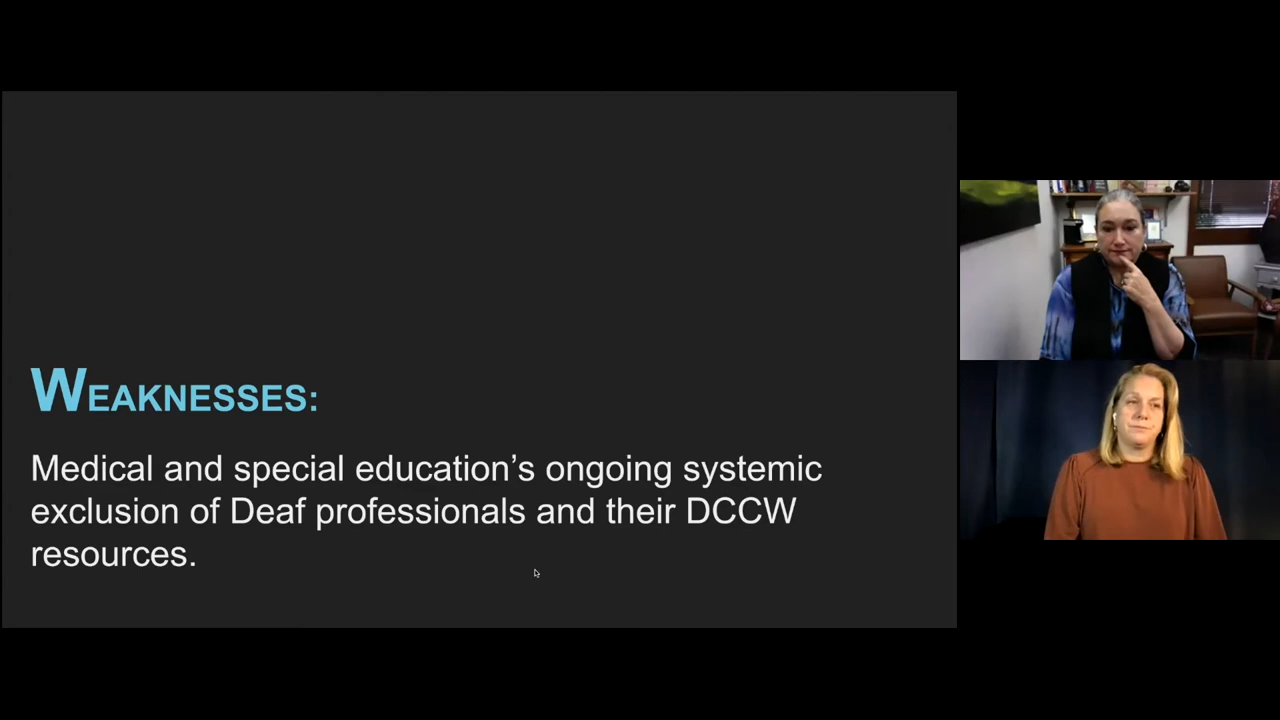 WEAKNESSES:
Medical and special education’s ongoing systemic
exclusion of Deaf professionals and their DCCW
resources.